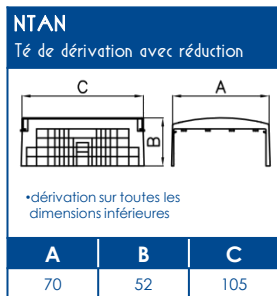 NTAN
Té de dérivation avec réduction
C
A
B
•dérivation sur toutes les
dimensions inférieures
A B C
70 52 105